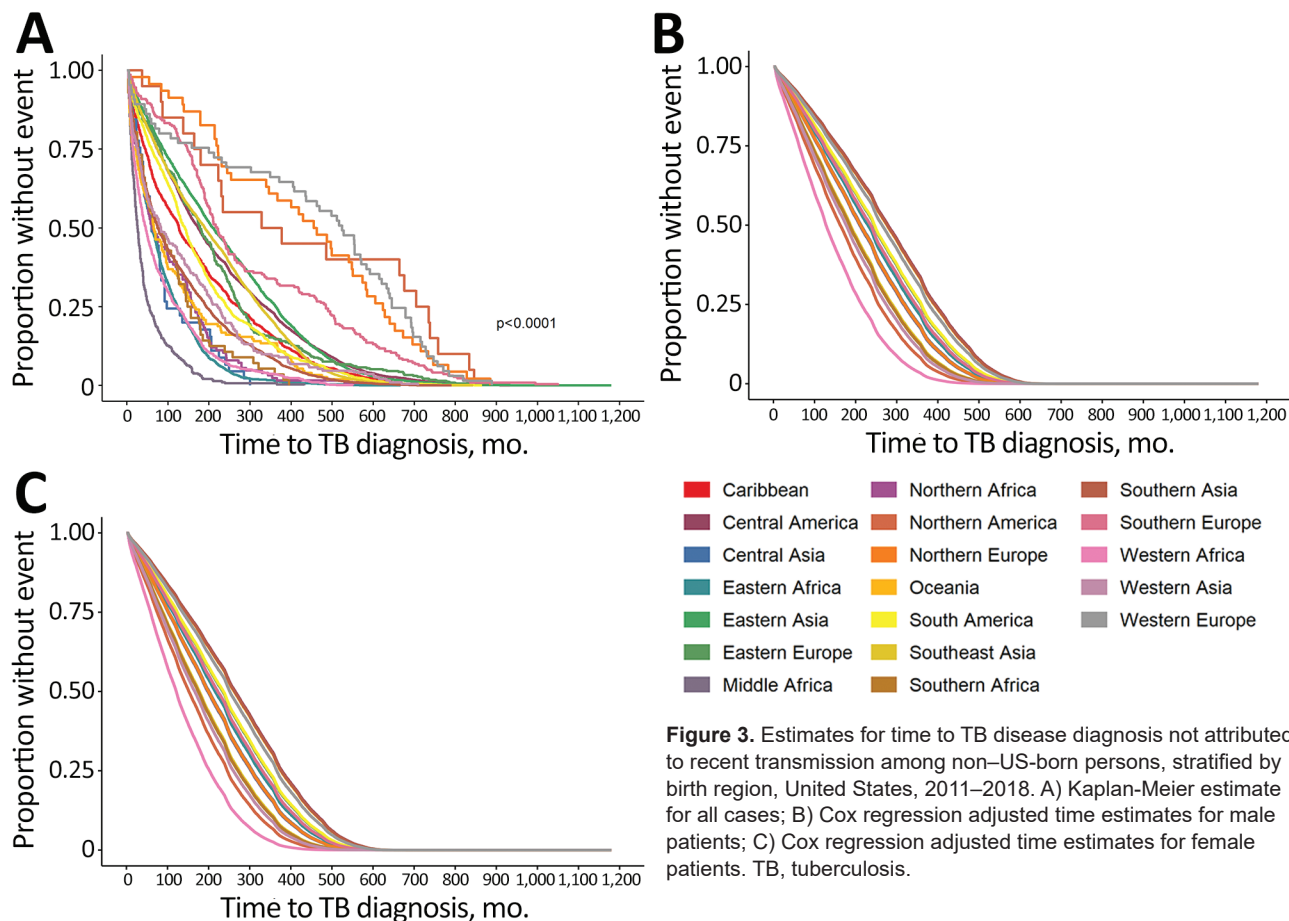 A
Proportion without event
1.00
0.75
0.50
0.25
0
p<0.0001
0 100 200 300 400 500 600 700 800 900 1,000 1,100 1,200
Time to TB diagnosis, mo.
B
Proportion without event
1.00
0.75
0.50
0.25
0
0 100 200 300 400 500 600 700 800 900 1,000 1,100 1,200
Time to TB diagnosis, mo.
C
Proportion without event
1.00
0.75
0.50
0.25
0
0 100 200 300 400 500 600 700 800 900 1,000 1,100 1,200
Time to TB diagnosis, mo.
Caribbean
Central America
Central Asia
Eastern Africa
Eastern Asia
Eastern Europe
Middle Africa
Northern Africa
Northern America
Northern Europe
Oceania
South America
Southeast Asia
Southern Africa
Southern Asia
Southern Europe
Western Africa
Western Asia
Western Europe
Figure 3. Estimates for time to TB disease diagnosis not attributed
to recent transmission among non–US-born persons, stratified by
birth region, United States, 2011–2018. A) Kaplan-Meier estimate
for all cases; B) Cox regression adjusted time estimates for male
patients; C) Cox regression adjusted time estimates for female
patients. TB, tuberculosis.